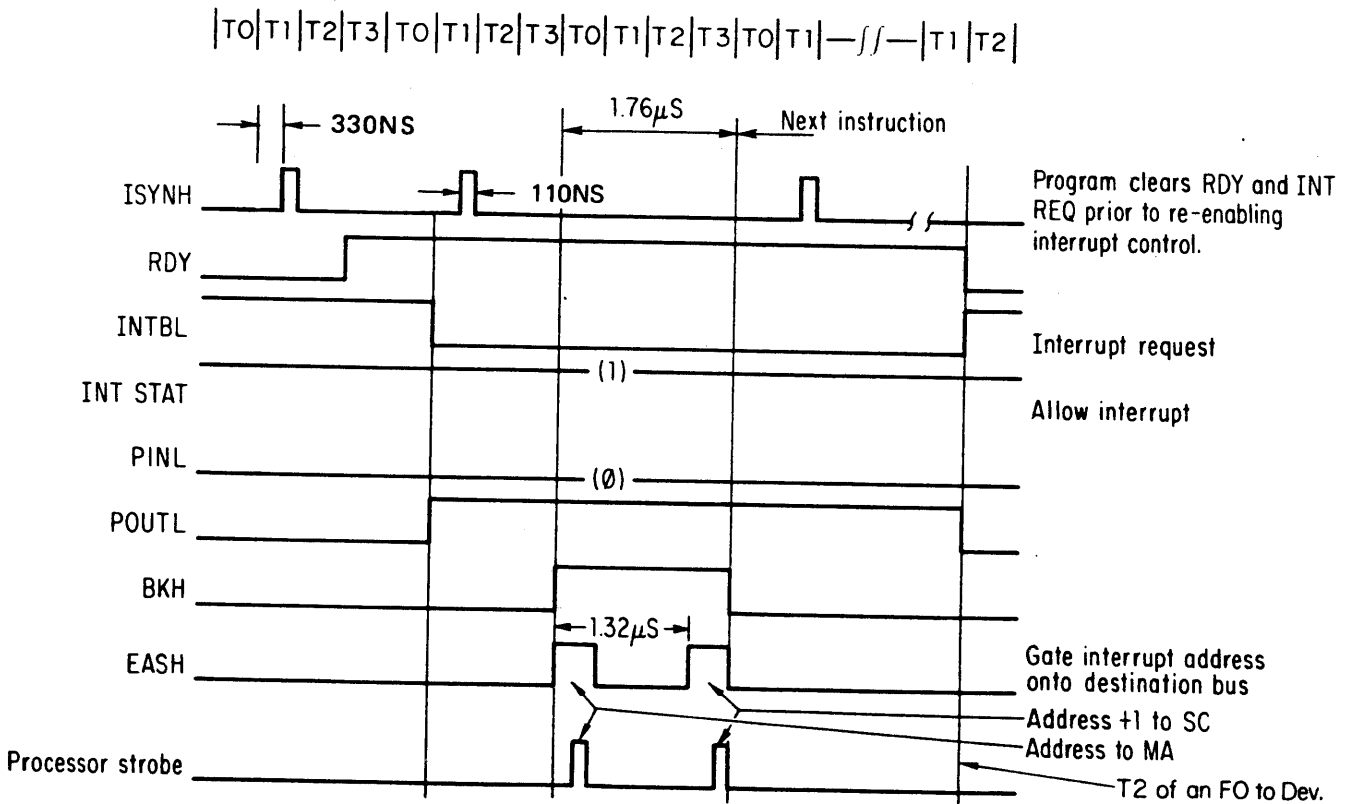 |T0|T1|T2|T3|T0|T1|T2|T3|T0|T1|T2|T3|T0|T1|—∫∫—|T1|T2|
330NS
1.76µS
Next instruction
ISYNH
110NS
Program clears RDY and INT
REQ prior to re-enabling
interrupt control.
RDY
INTBL
Interrupt request
(1)
INT STAT
Allow interrupt
PINL
(Ø)
POUTL
BKH
1.32µS
EASH
Gate interrupt address
onto destination bus
Address +1 to SC
Address to MA
Processor strobe
T2 of an FO to Dev.